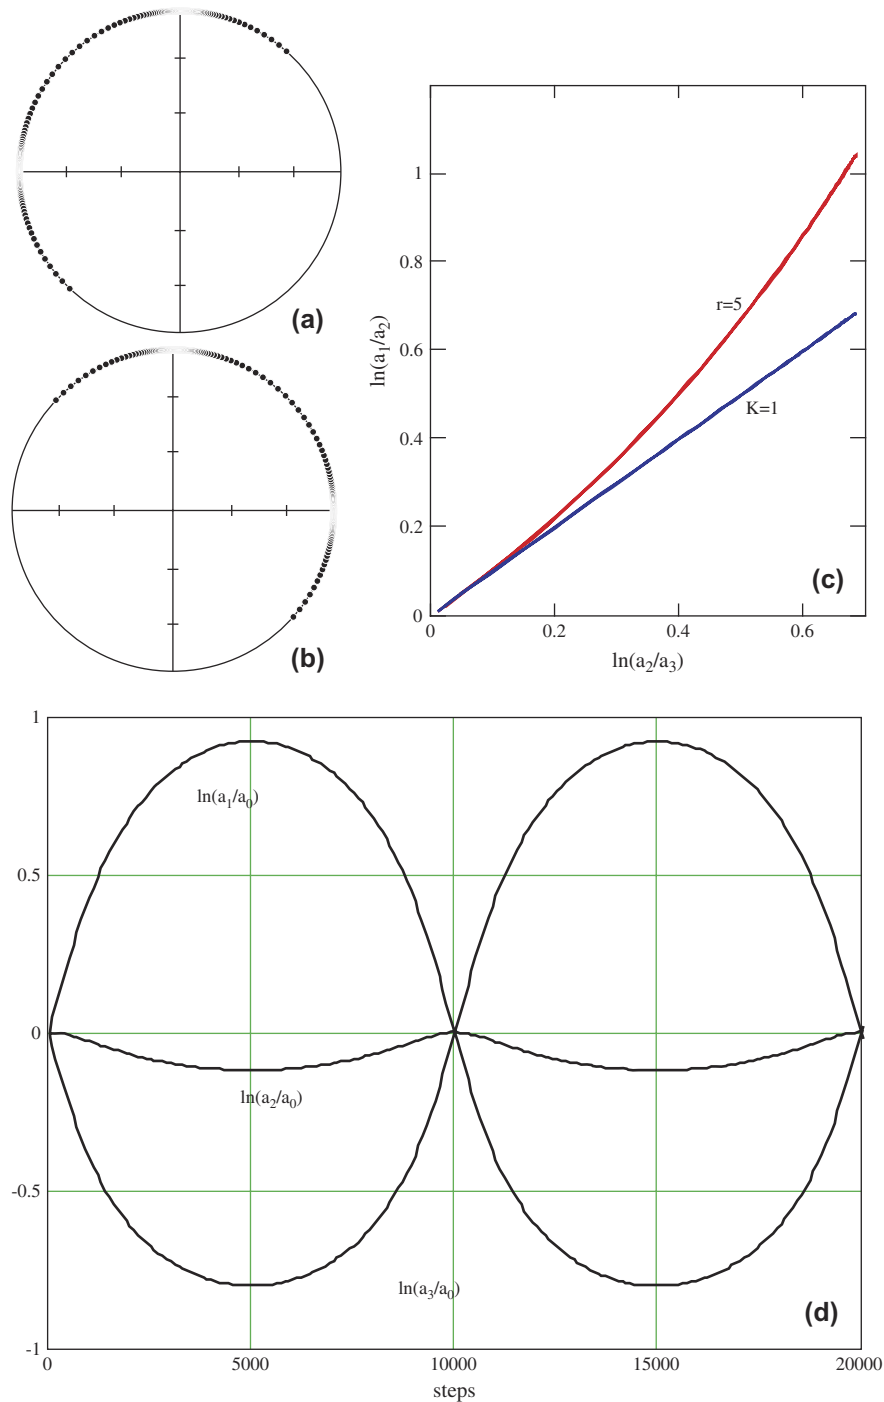 (a)
(b)
1
0.8
0.6
0.4
0.2
0
ln(a1/a2)
r=5
K=1
(c)
0 0.2 0.4 0.6
ln(a2/a3)
1
0.5
0
-0.5
-1
ln(a1/a0)
ln(a2/a0)
ln(a3/a0)
(d)
0 5000 10000 15000 20000
steps